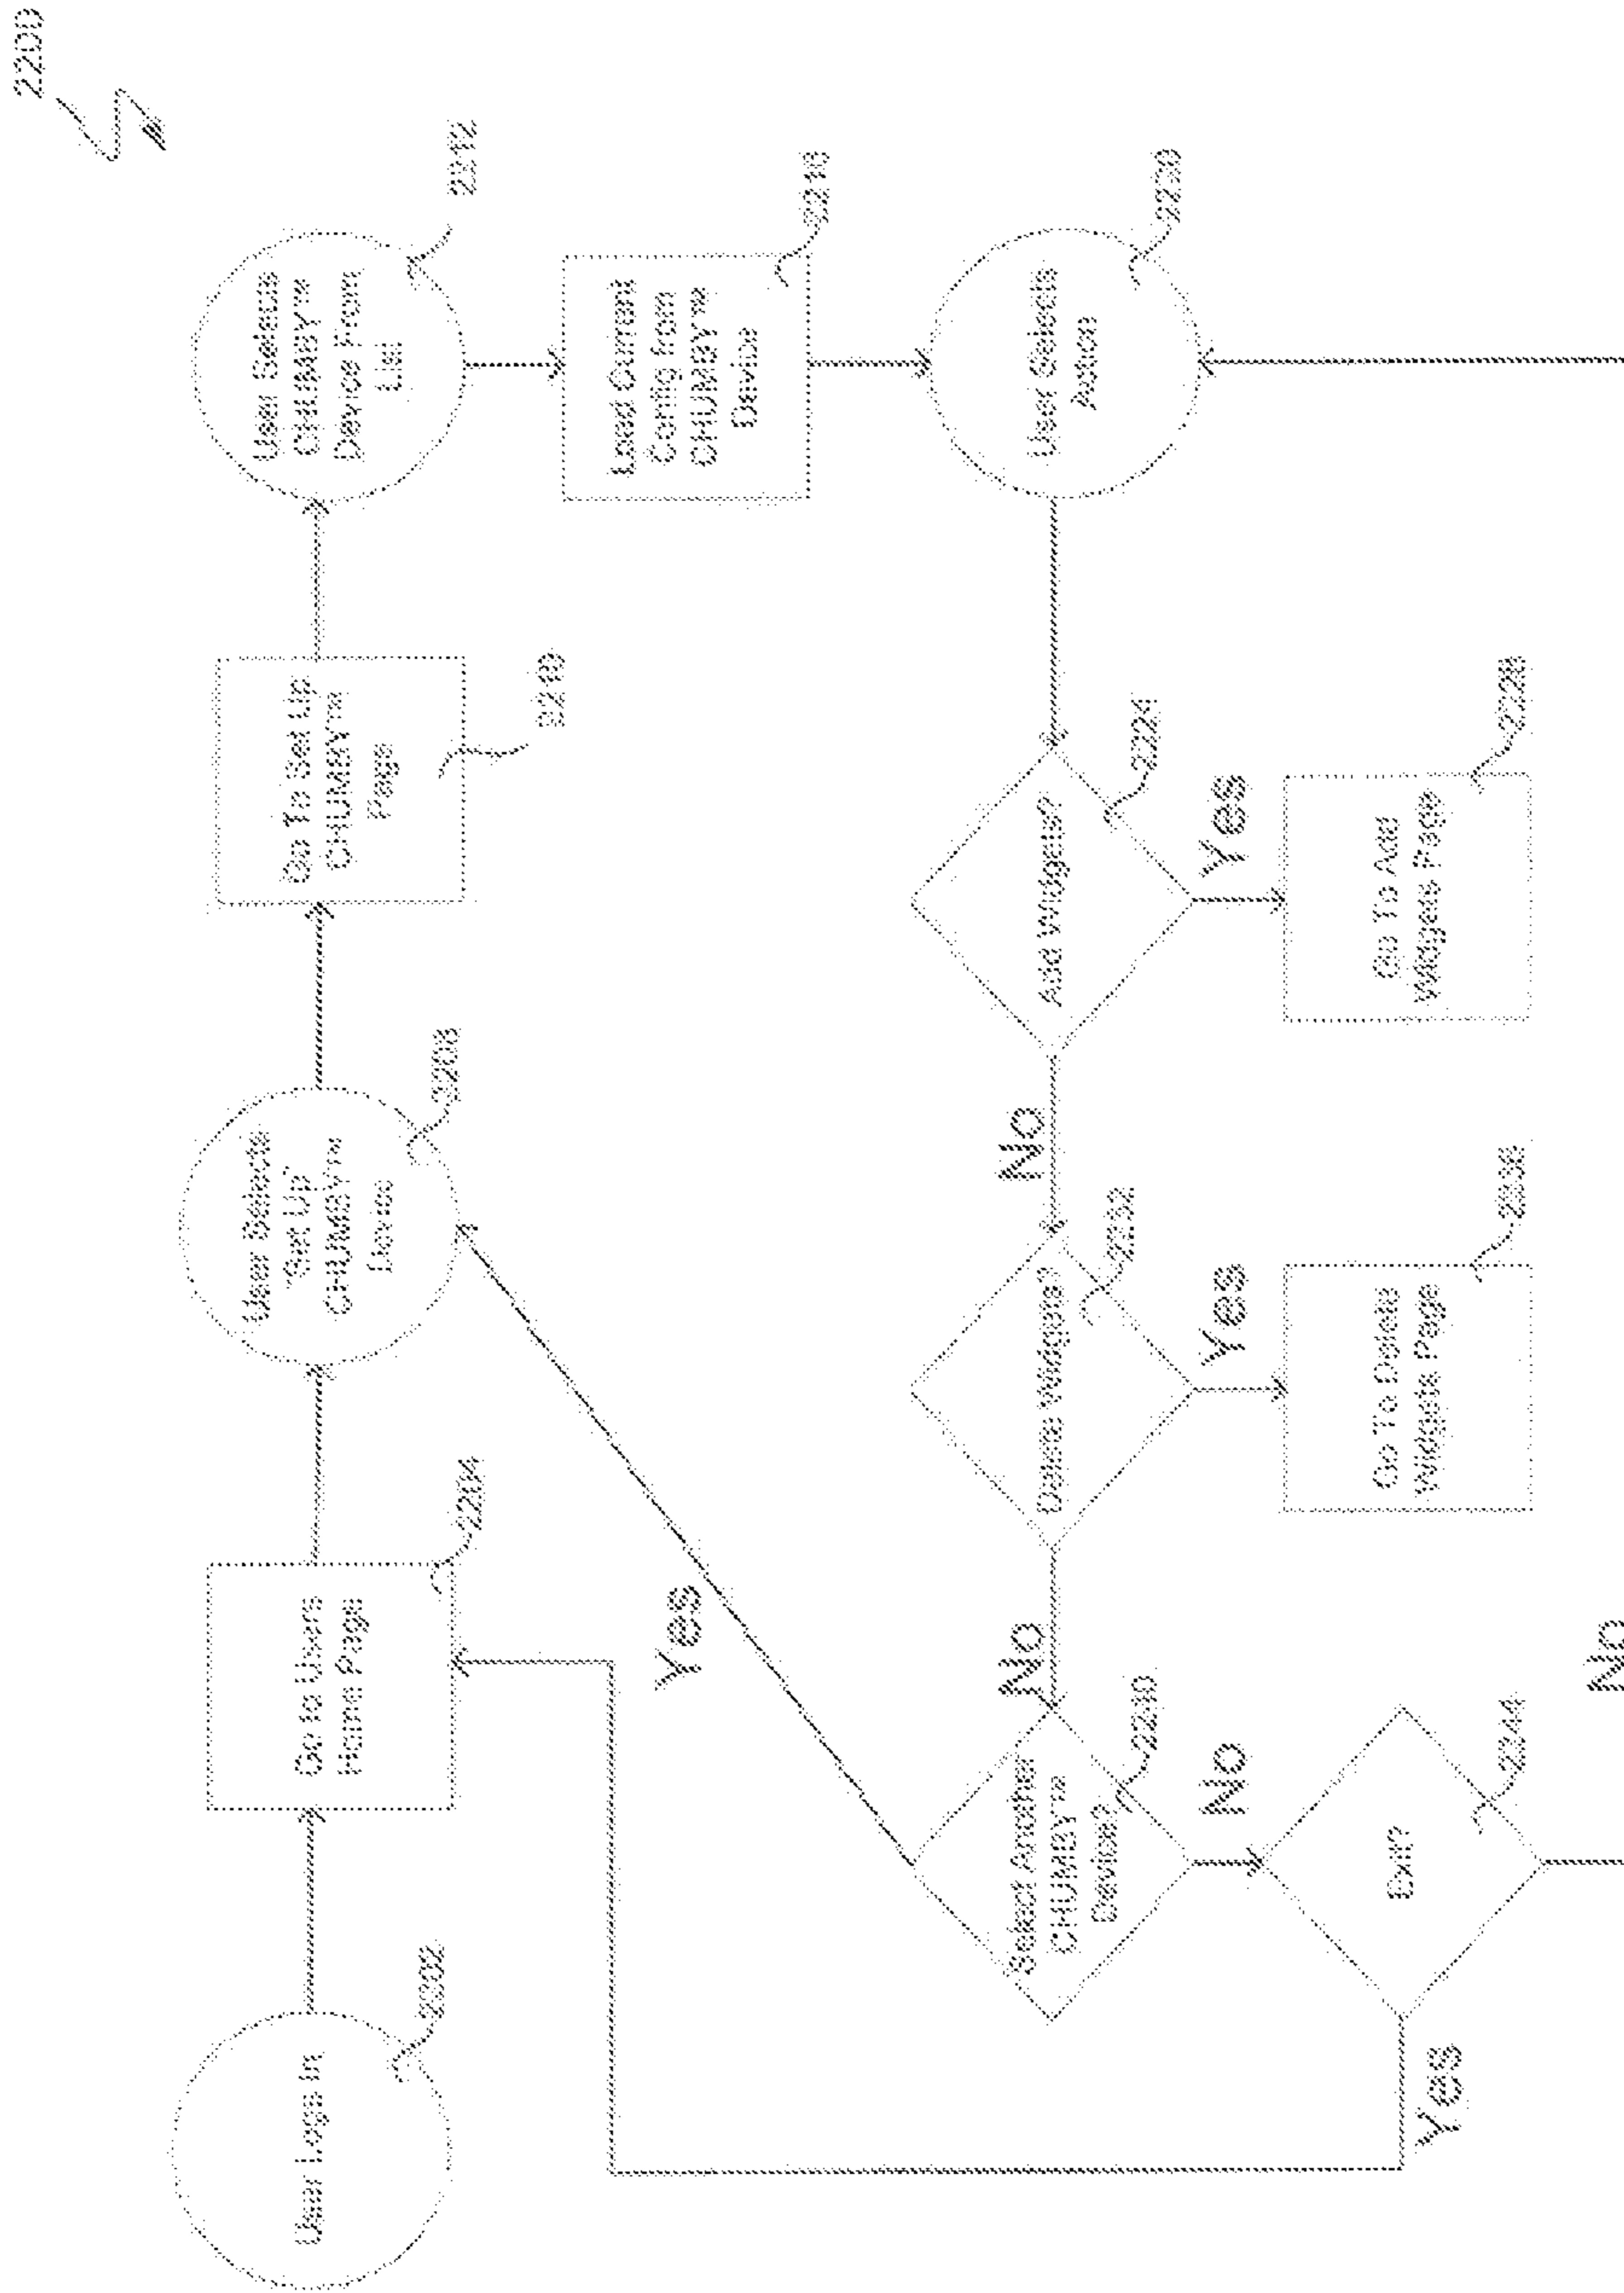 2200
User Logs In
2202
Go to Users
Home Page
2204
User Selects
"Set Up"
CHUMBY™
Device
2208
Go To Set Up
CHUMBY™
Page
2210
User Selects
CHUMBY™
Device From
List
2212
Load Current
Config from
CHUMBY™
Device
2216
User Selects
Action
Add Widgets?
2224
Yes
Go To Add
Widgets Page
2228
No
Delete Widgets?
2232
Yes
Go To Delete
Widgets Page
2236
No
Select Another
CHUMBY™
Device?
2240
Yes
No
Exit?
2244
Yes
No